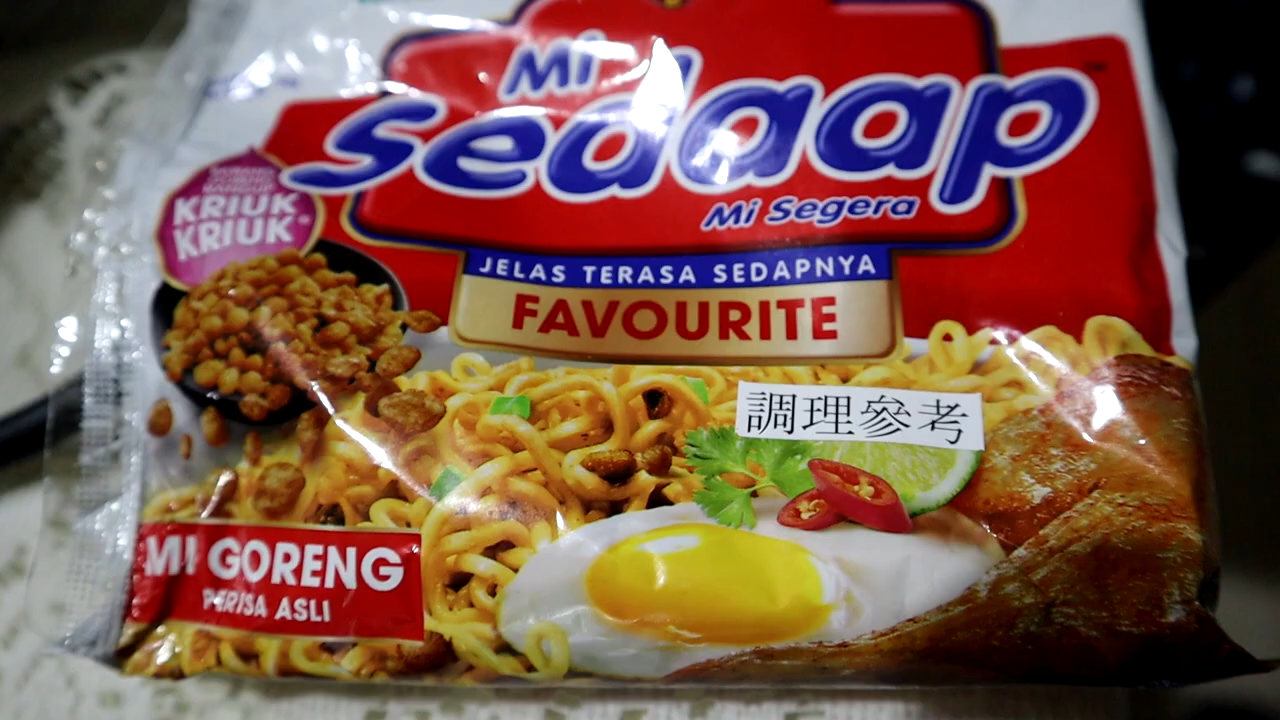 Mi
Sedaap
Mi Segera
KRIUK
KRIUK
JELAS TERASA SEDAPNYA
FAVOURITE
調理參考
MI GORENG
PERISA ASLI